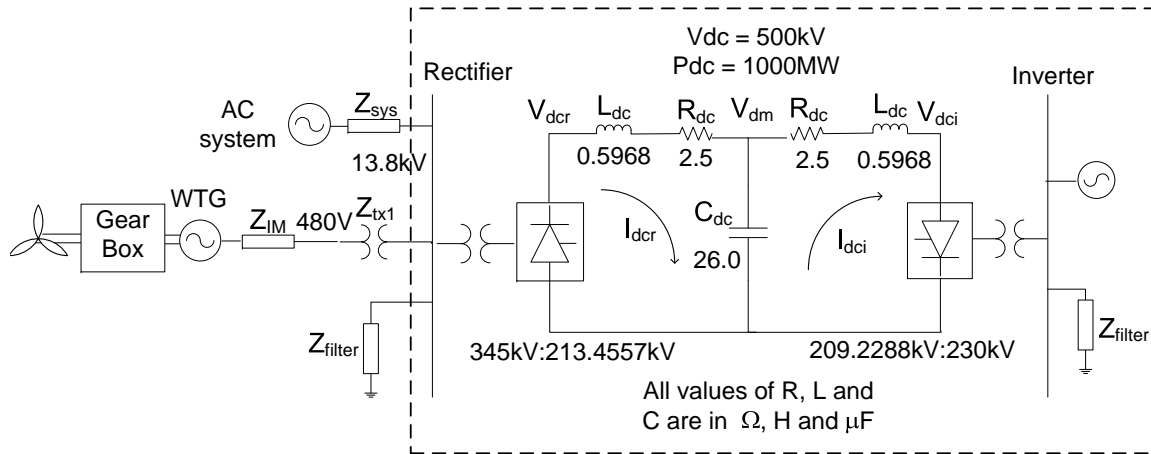 Vdc = 500kV
Pdc = 1000MW
Rectifier
Inverter
AC
system
Zsys
13.8kV
Vdcr
Ldc
0.5968
Rdc
2.5
Vdm
Rdc
2.5
Ldc
0.5968
Vdci
WTG
Gear
Box
ZIM
480V
Ztx1
Idcr
Cdc
26.0
Idci
Zfilter
Zfilter
345kV:213.4557kV
209.2288kV:230kV
All values of R, L and
C are in Ω, H and μF